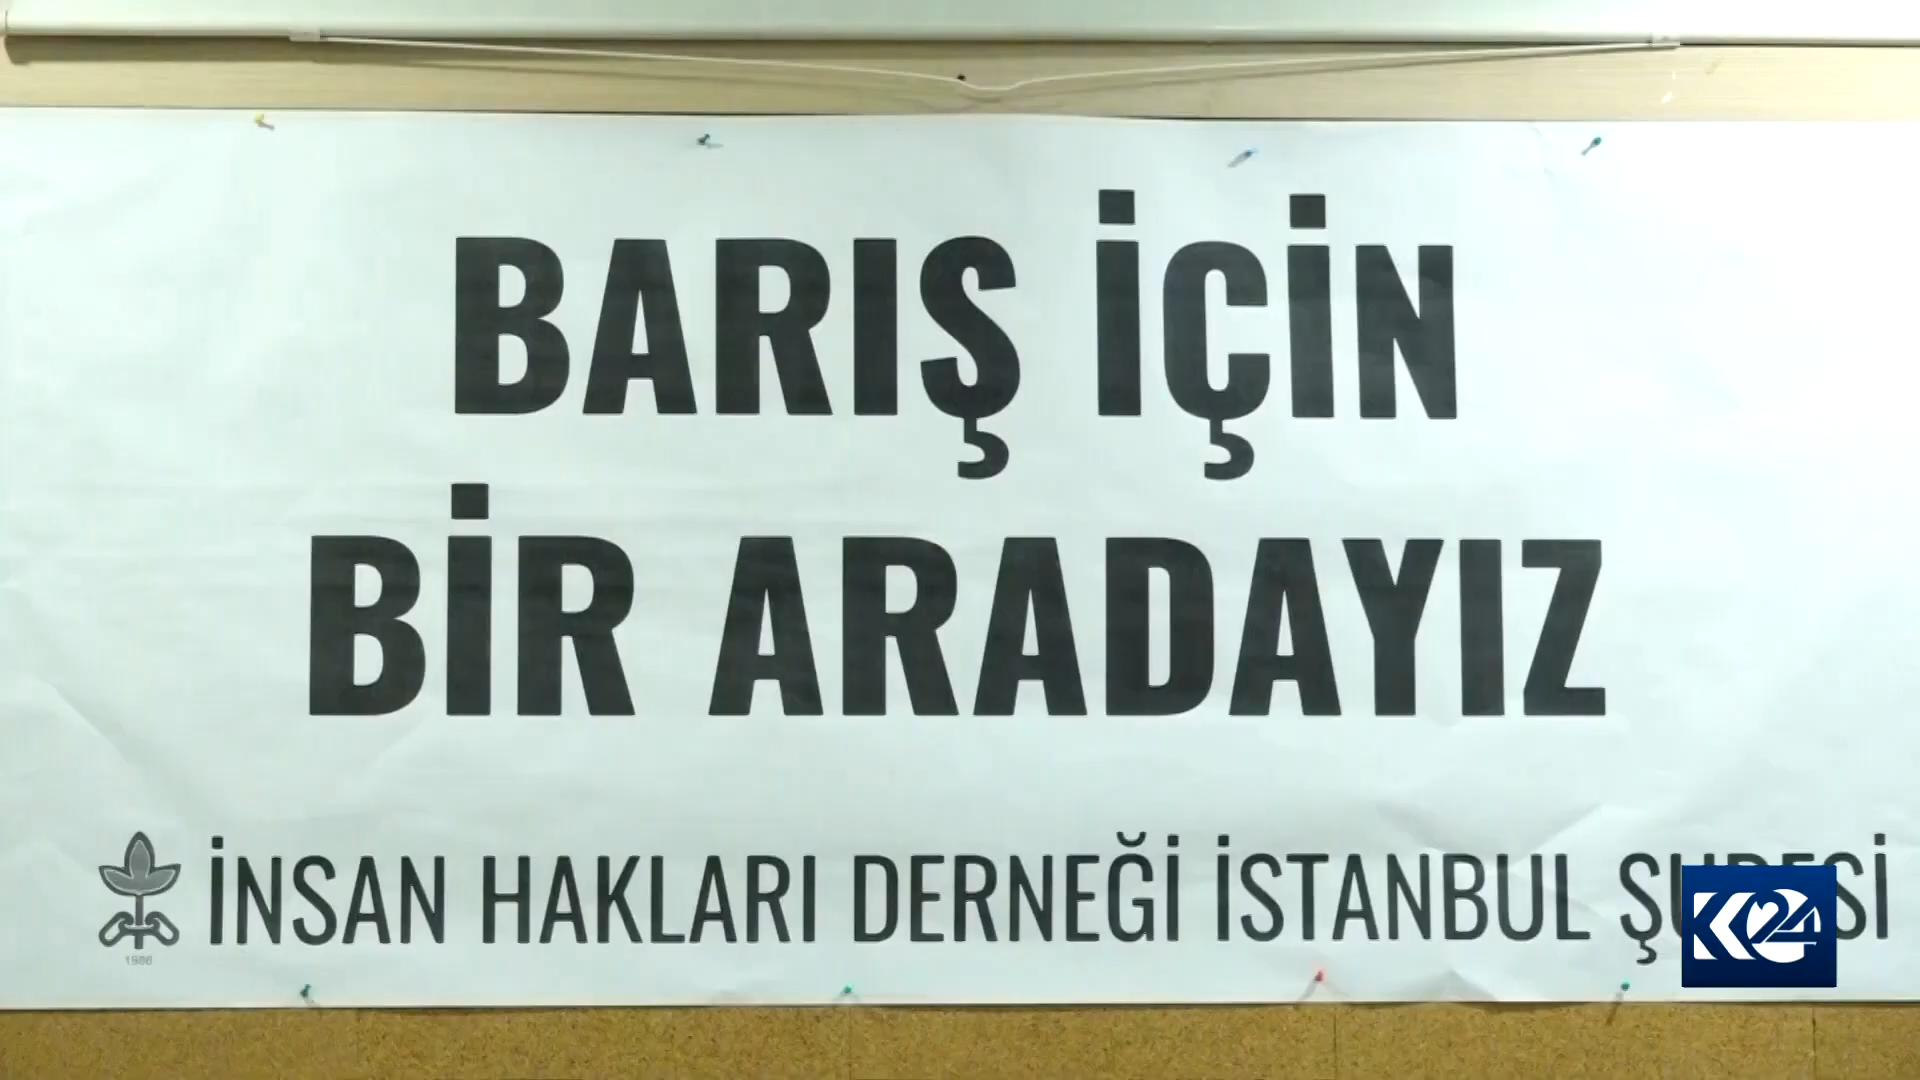 BARIŞ İÇİN
BİR ARADAYIZ
İNSAN HAKLARI DERNEĞİ İSTANBUL
1986
K24